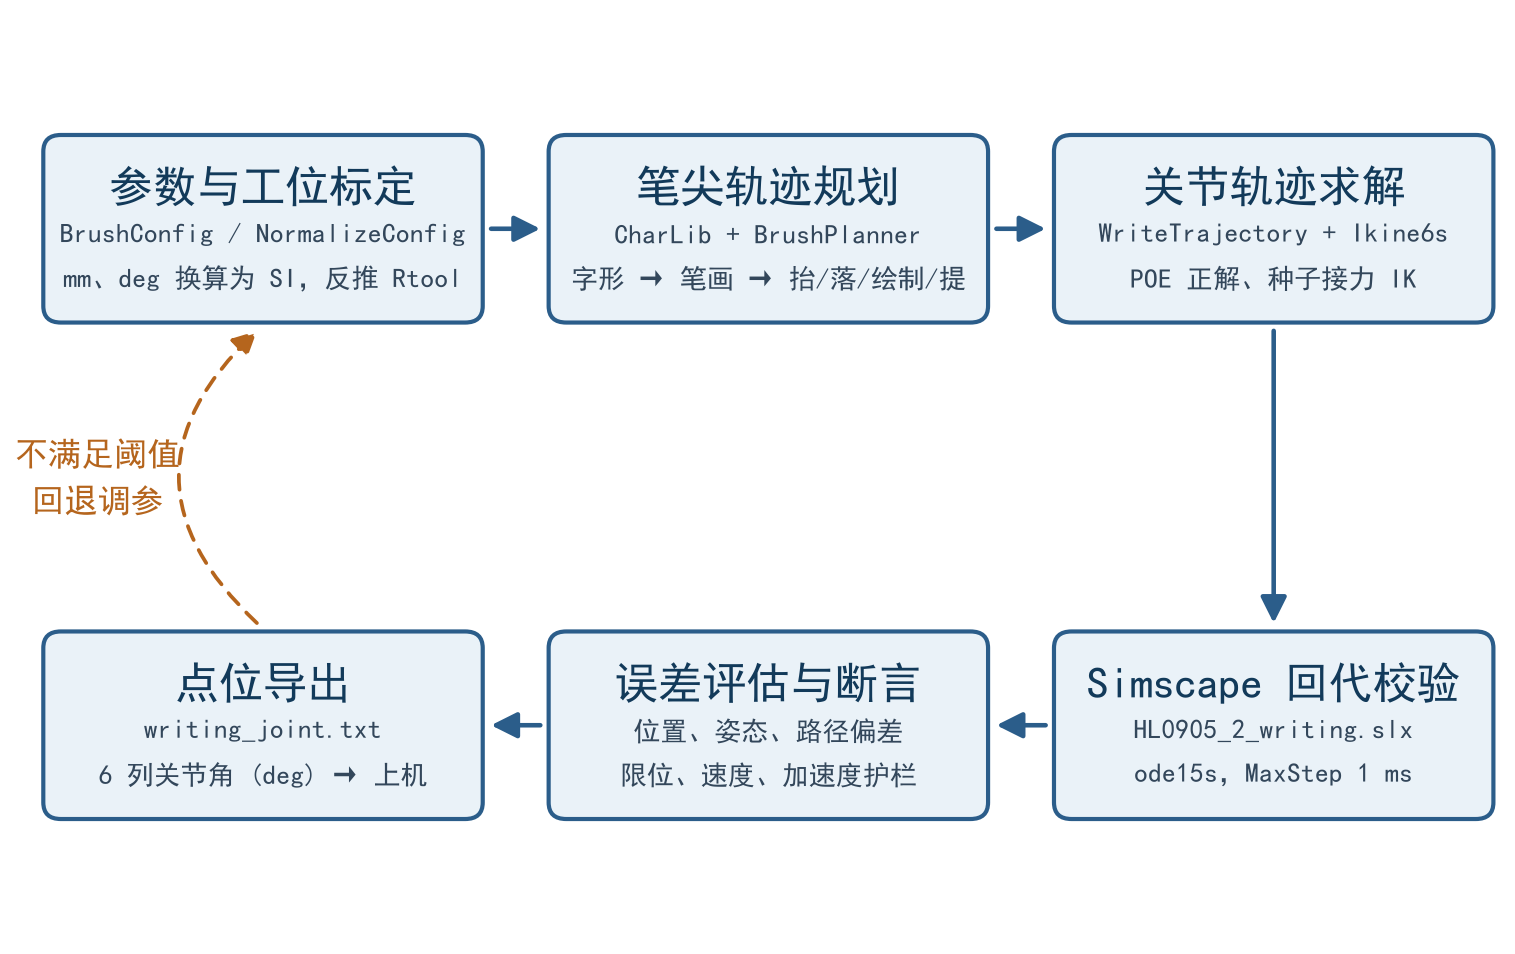 参数与工位标定
BrushConfig / NormalizeConfig
mm、deg 换算为 SI，反推 Rtool
笔尖轨迹规划
CharLib + BrushPlanner
字形 → 笔画 → 抬/落/绘制/提
关节轨迹求解
WriteTrajectory + Ikine6s
POE 正解、种子接力 IK
不满足阈值
回退调参
点位导出
writing_joint.txt
6 列关节角 (deg) → 上机
误差评估与断言
位置、姿态、路径偏差
限位、速度、加速度护栏
Simscape 回代校验
HL0905_2_writing.slx
ode15s, MaxStep 1 ms